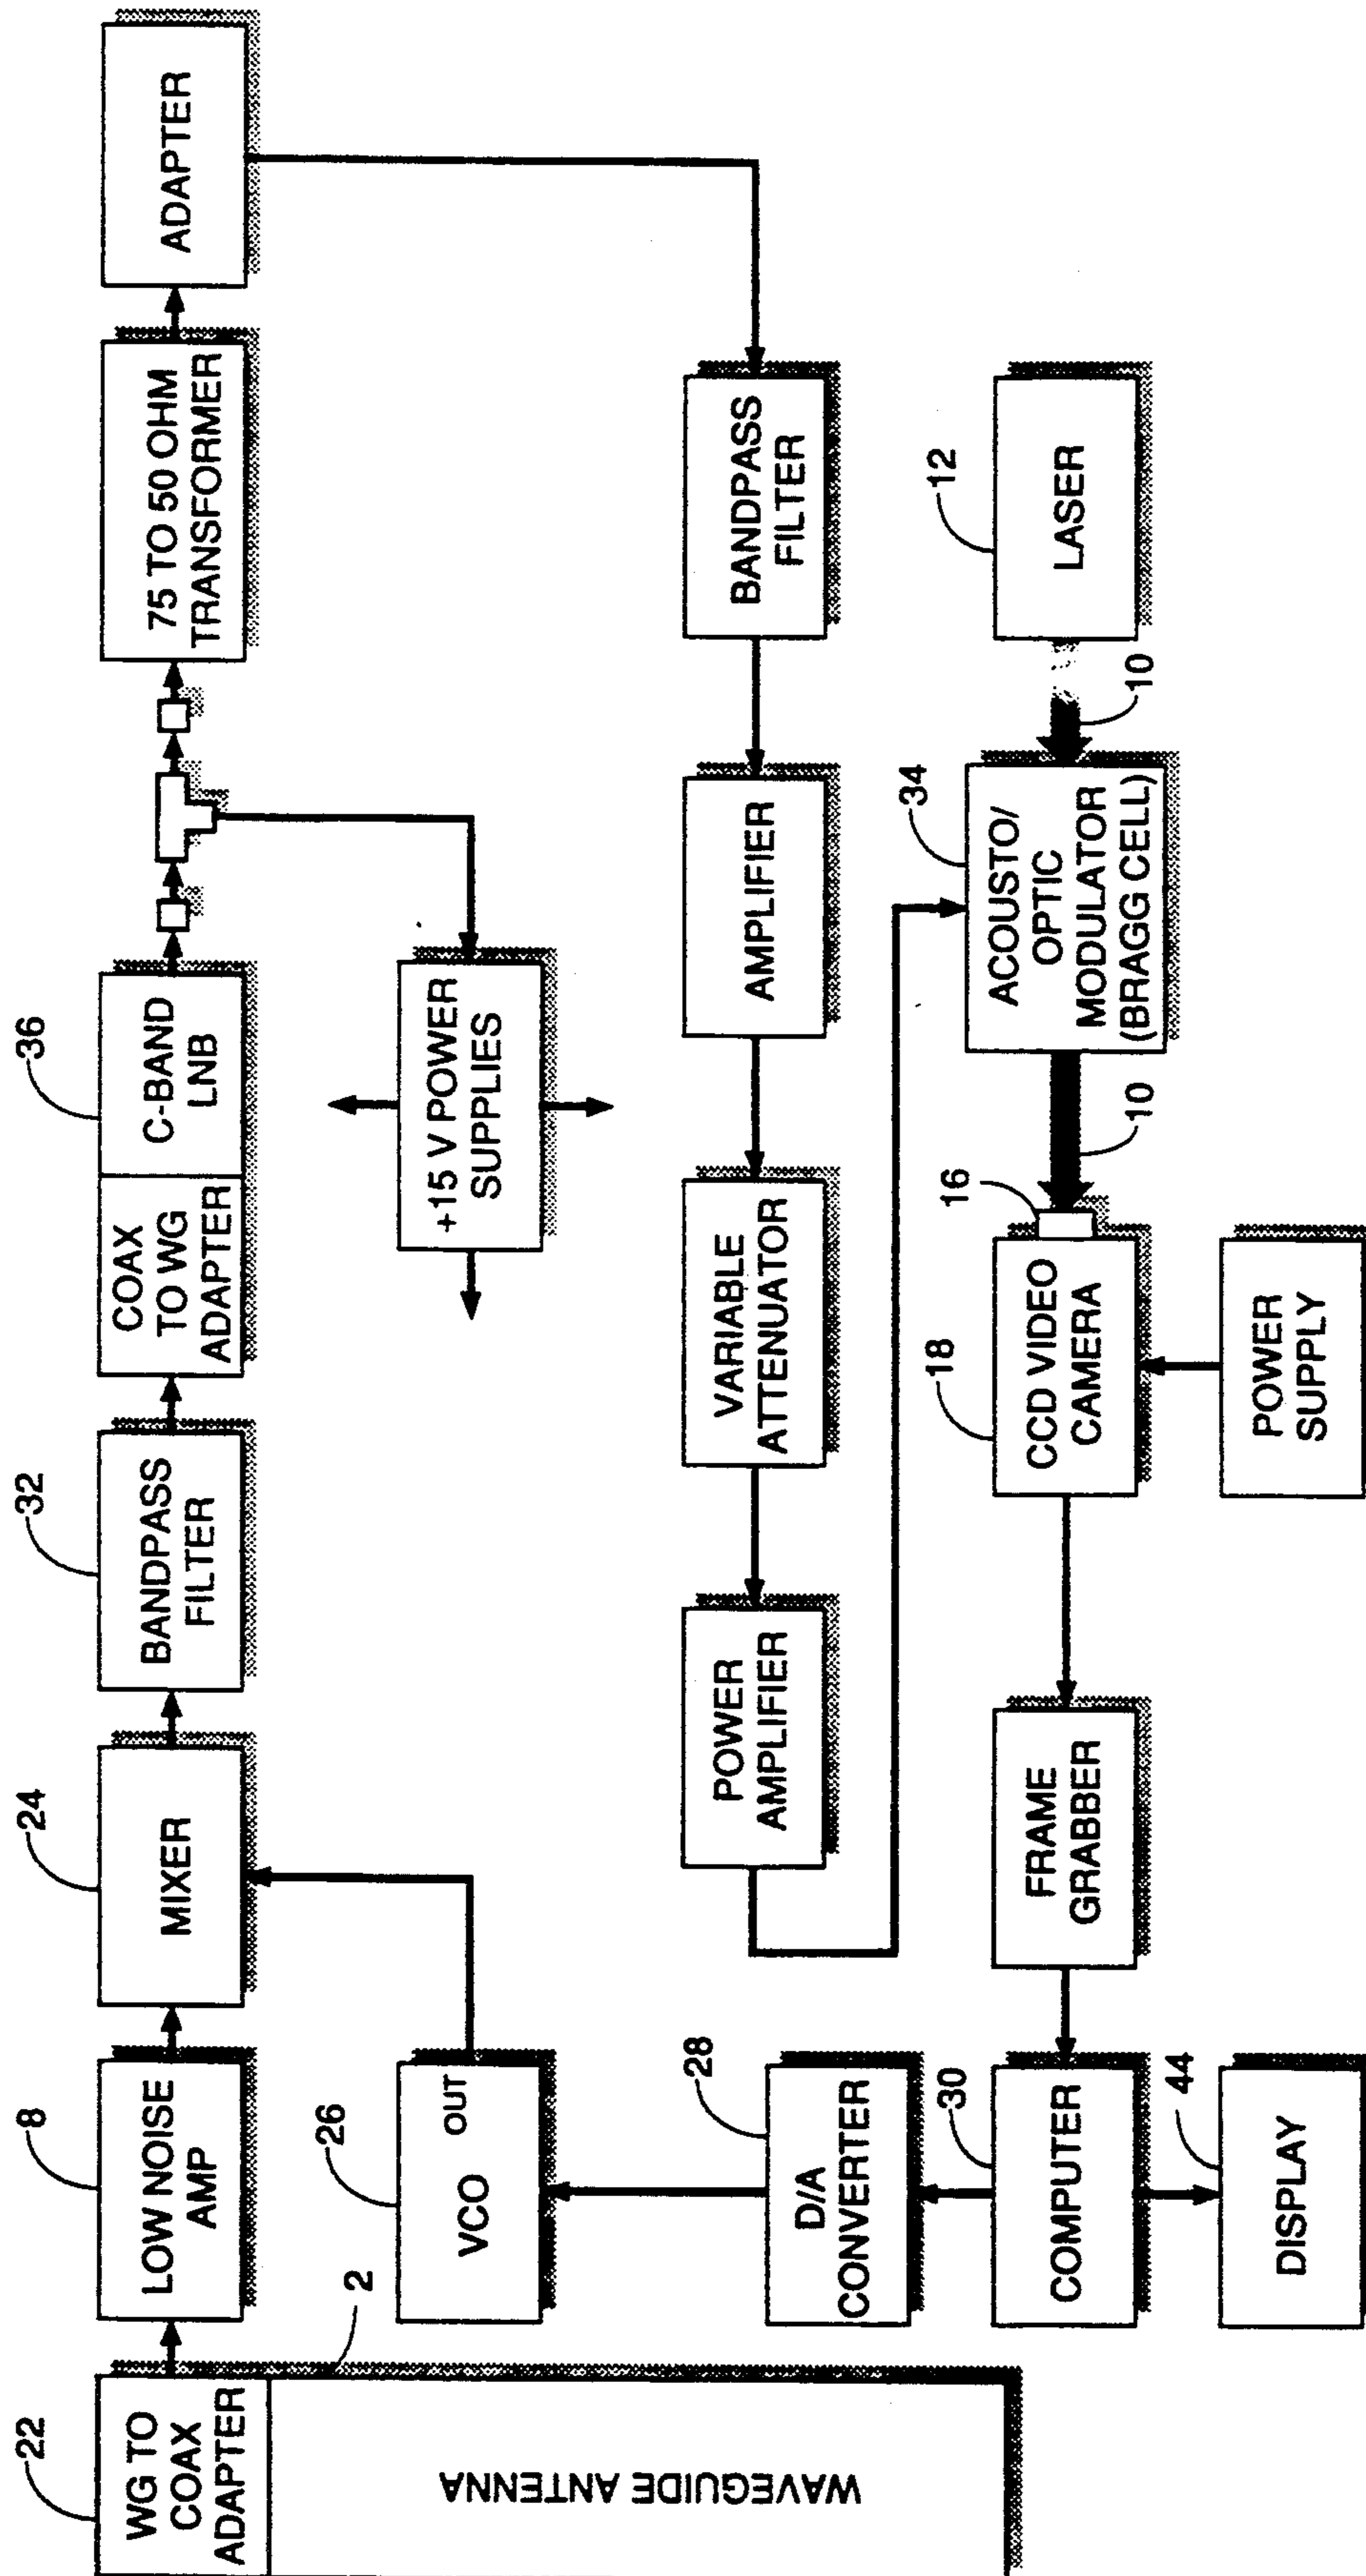 22
WG TO
COAX
ADAPTER
8
LOW NOISE
AMP
24
MIXER
32
BANDPASS
FILTER
COAX
TO WG
ADAPTER
36
C-BAND
LNB
75 TO 50 OHM
TRANSFORMER
ADAPTER
WAVEGUIDE ANTENNA
2
26
VCO
OUT
+15 V POWER
SUPPLIES
28
D/A
CONVERTER
POWER
AMPLIFIER
VARIABLE
ATTENUATOR
AMPLIFIER
BANDPASS
FILTER
30
COMPUTER
FRAME
GRABBER
18
CCD VIDEO
CAMERA
16
10
34
ACOUSTO/
OPTIC
MODULATOR
(BRAGG CELL)
10
12
LASER
44
DISPLAY
POWER
SUPPLY